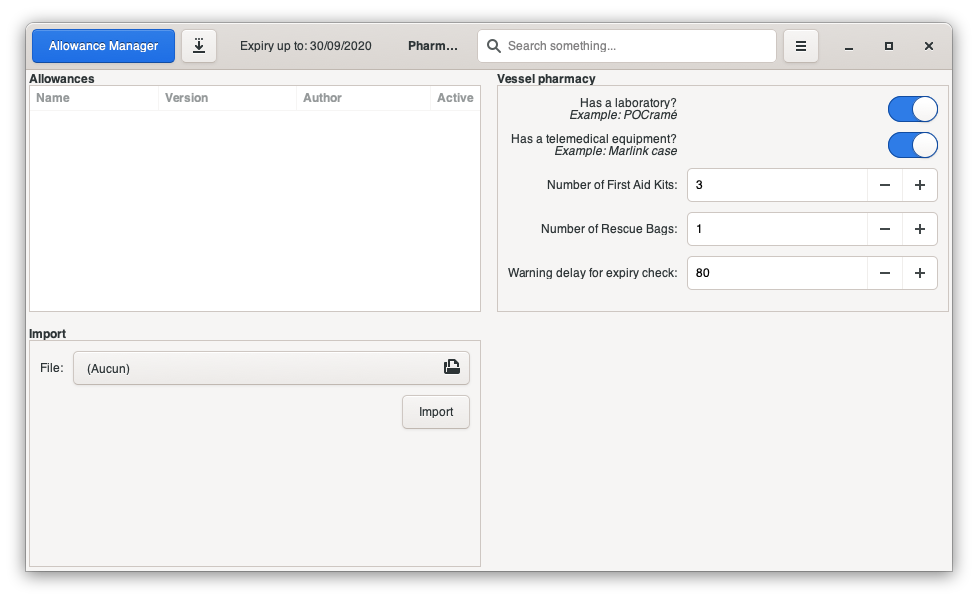 Allowance Manager
Expiry up to: 30/09/2020
Pharm...
Search something...
Allowances
Name Version Author Active
Vessel pharmacy
Has a laboratory?
Example: POCramé
Has a telemedical equipment?
Example: Marlink case
Number of First Aid Kits: 3
Number of Rescue Bags: 1
Warning delay for expiry check: 80
Import
File: (Aucun)
Import